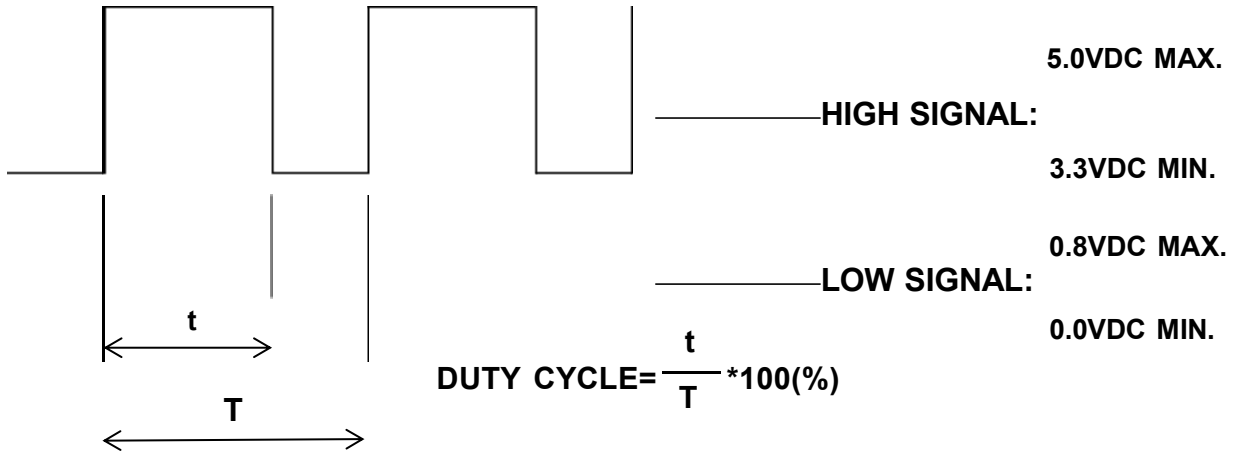 5.0VDC MAX.
HIGH SIGNAL:
3.3VDC MIN.
0.8VDC MAX.
LOW SIGNAL:
0.0VDC MIN.
t
T
t
DUTY CYCLE= *100(%)
T